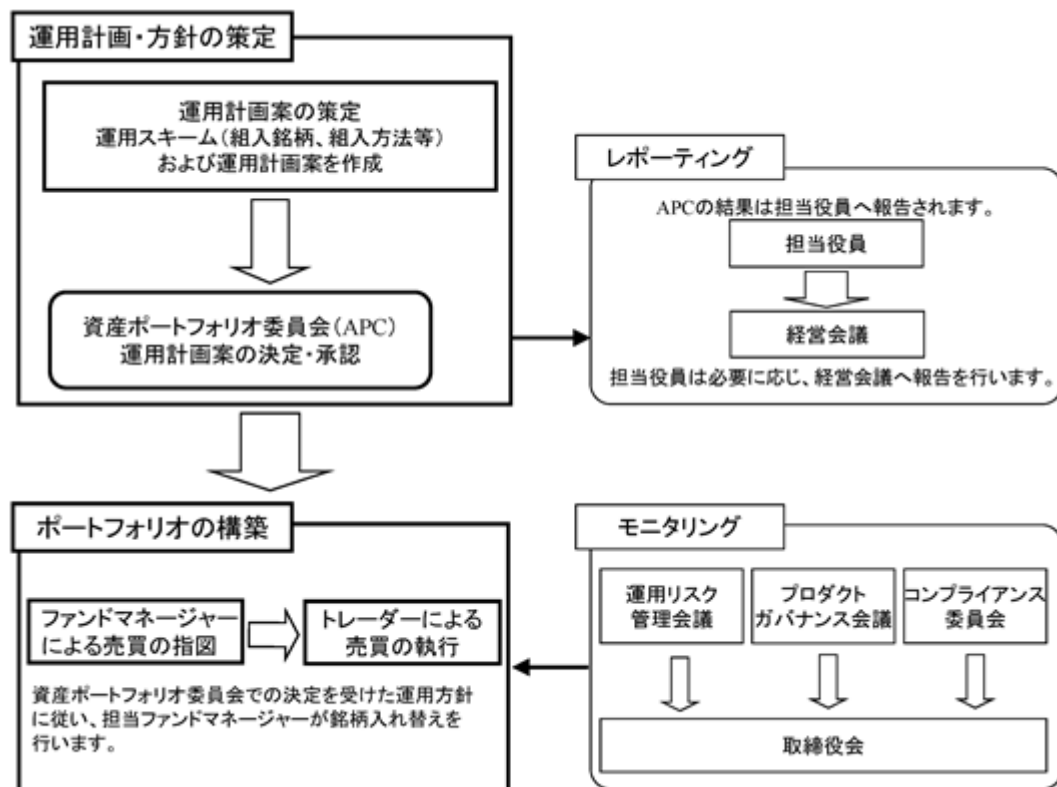 運用計画・方針の策定
運用計画案の策定
運用スキーム(組入銘柄、組入方法等)
および運用計画案を作成
資産ポートフォリオ委員会(APC)
運用計画案の決定・承認
レポーティング
APCの結果は担当役員へ報告されます。
担当役員
経営会議
担当役員は必要に応じ、経営会議へ報告を行います。
ポートフォリオの構築
ファンドマネージャー
による売買の指図
トレーダーによる
売買の執行
資産ポートフォリオ委員会での決定を受けた運用方針
に従い、担当ファンドマネージャーが銘柄入れ替えを
行います。
モニタリング
運用リスク
管理会議
プロダクト
ガバナンス会議
コンプライアンス
委員会
取締役会